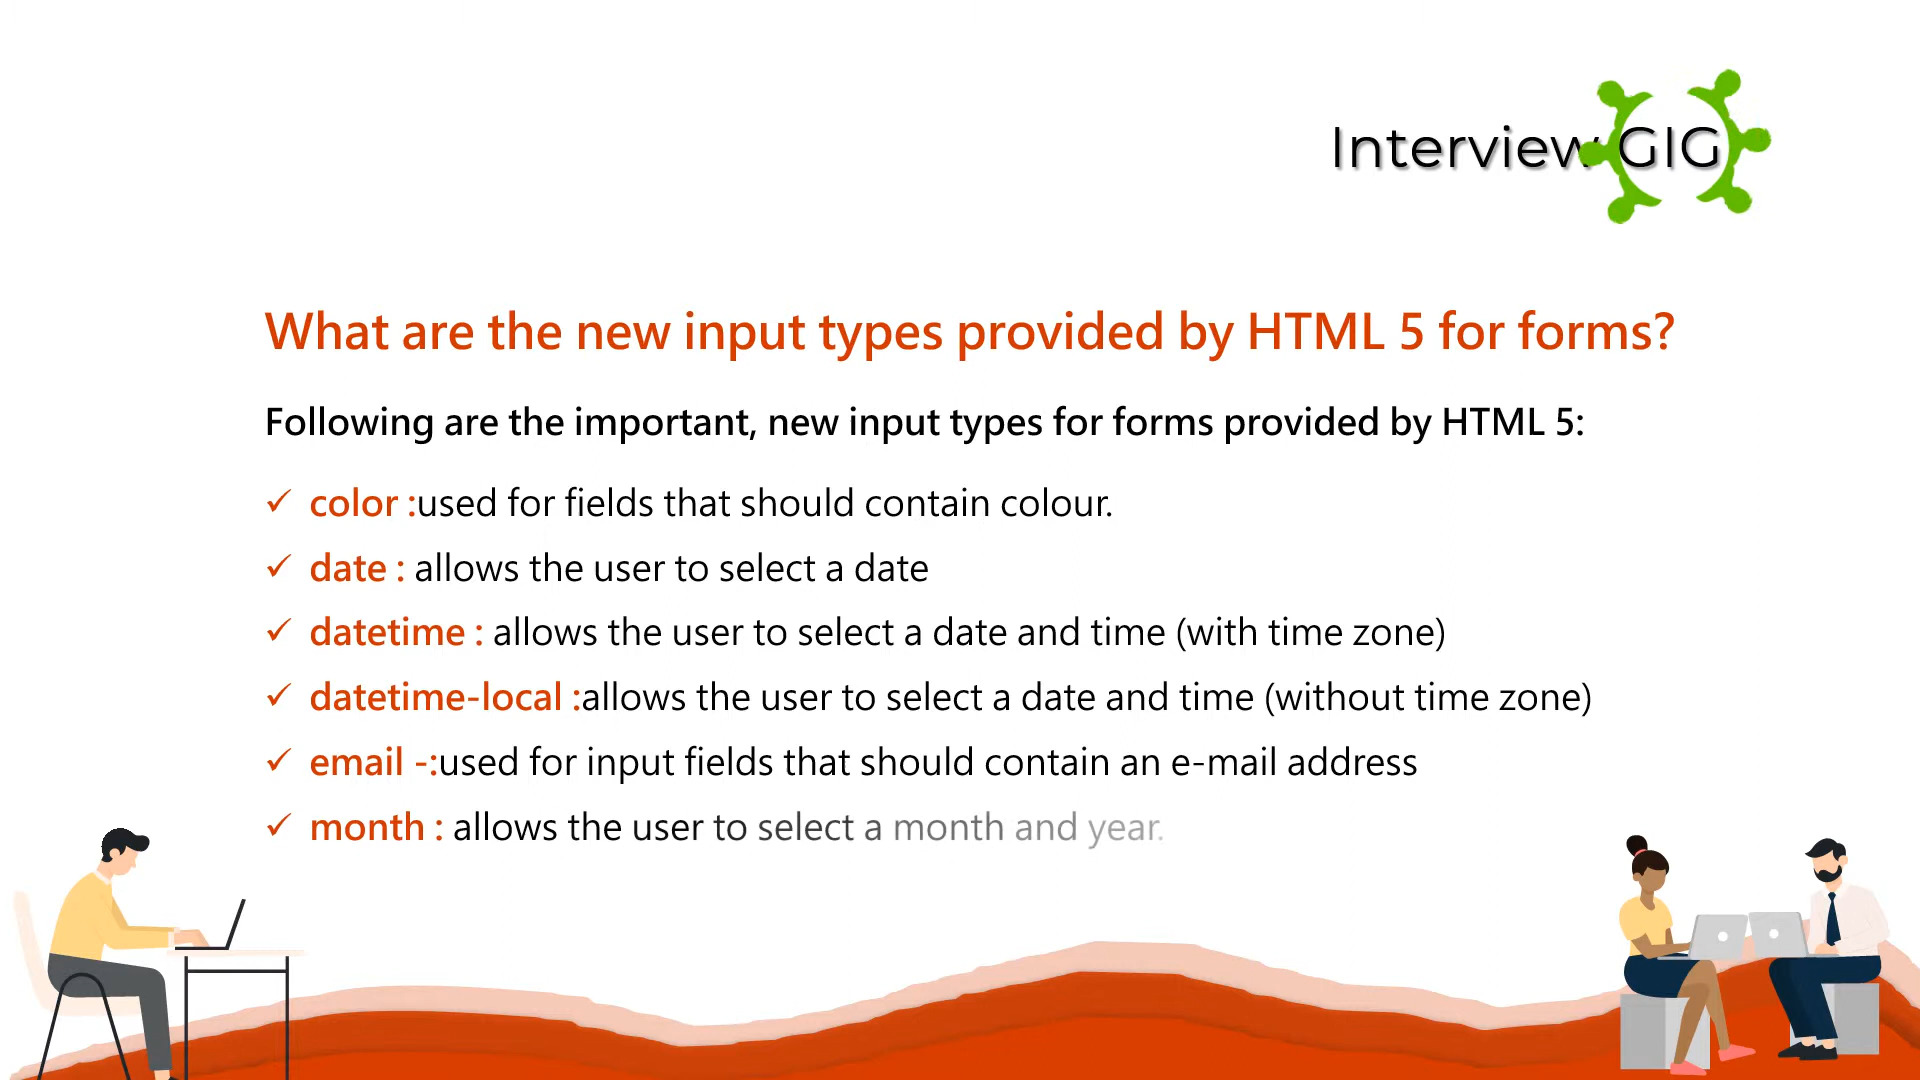 Interview GIG
What are the new input types provided by HTML 5 for forms?
Following are the important, new input types for forms provided by HTML 5:
✓ color :used for fields that should contain colour.
✓ date : allows the user to select a date
✓ datetime : allows the user to select a date and time (with time zone)
✓ datetime-local :allows the user to select a date and time (without time zone)
✓ email -:used for input fields that should contain an e-mail address
✓ month : allows the user to select a month and year.